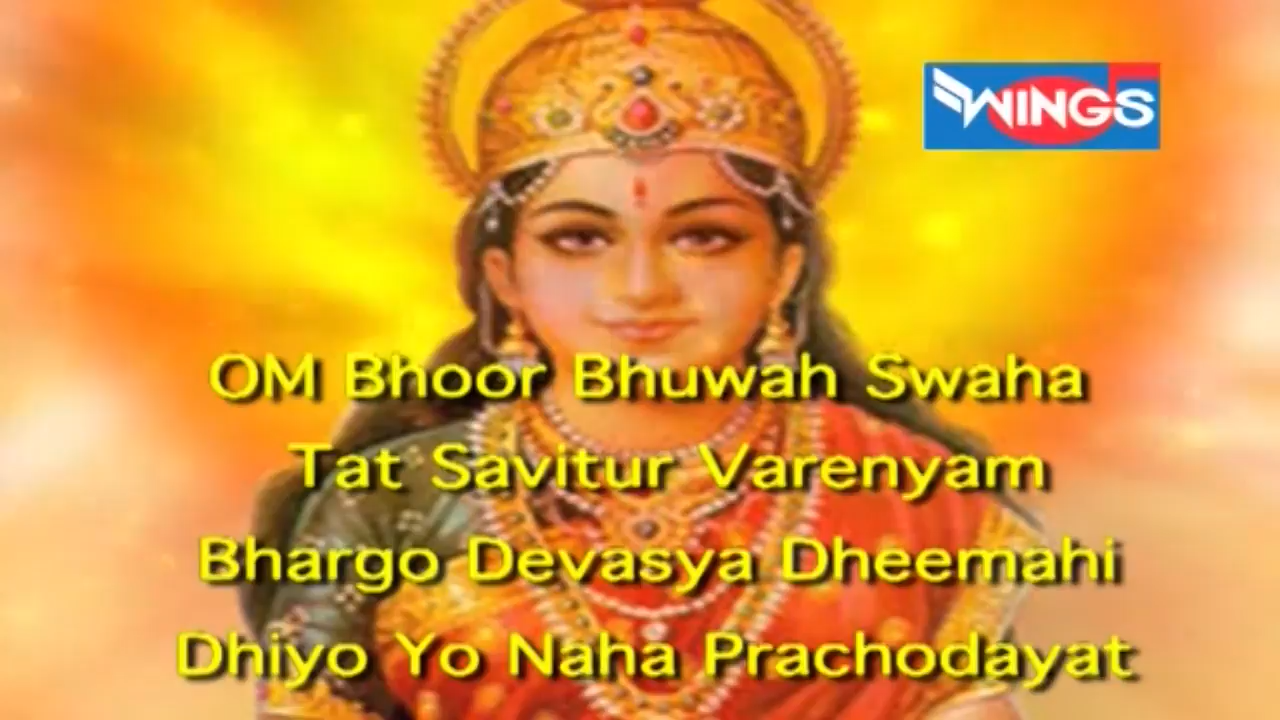 WINGS
OM Bhoor Bhuwah Swaha
Tat Savitur Varenyam
Bhargo Devasya Dheemahi
Dhiyo Yo Naha Prachodayat